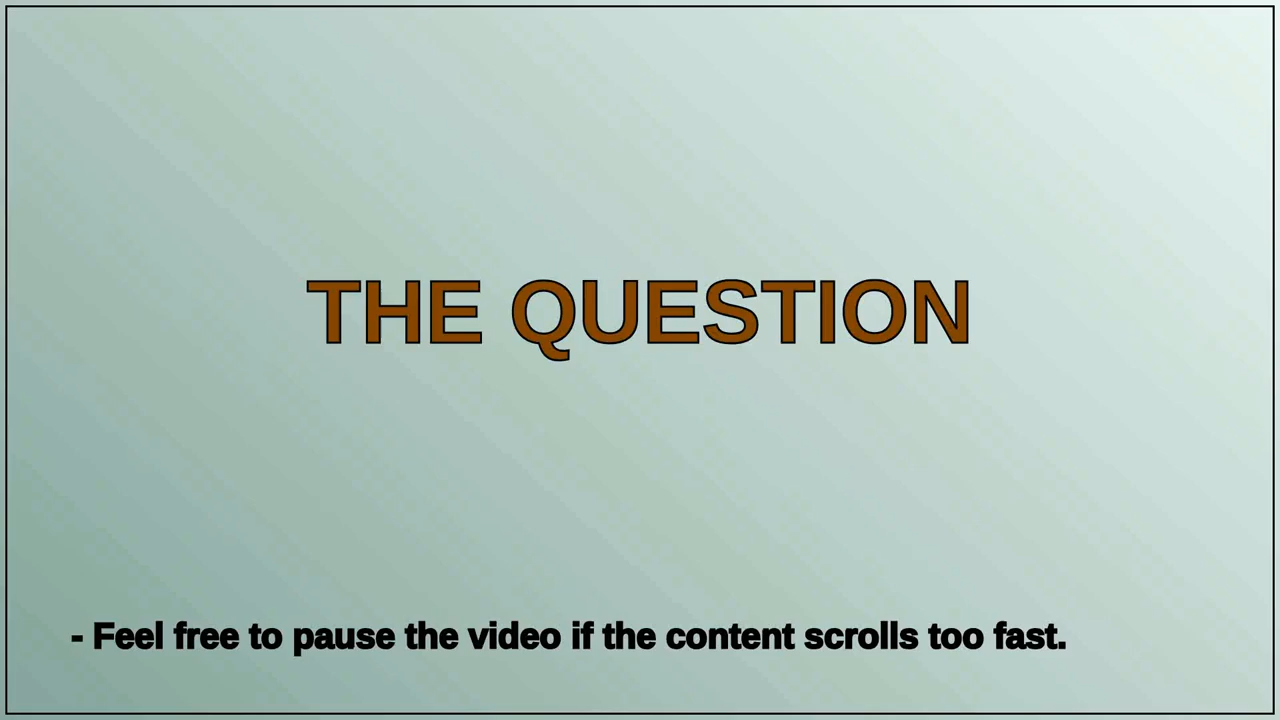 THE QUESTION
- Feel free to pause the video if the content scrolls too fast.